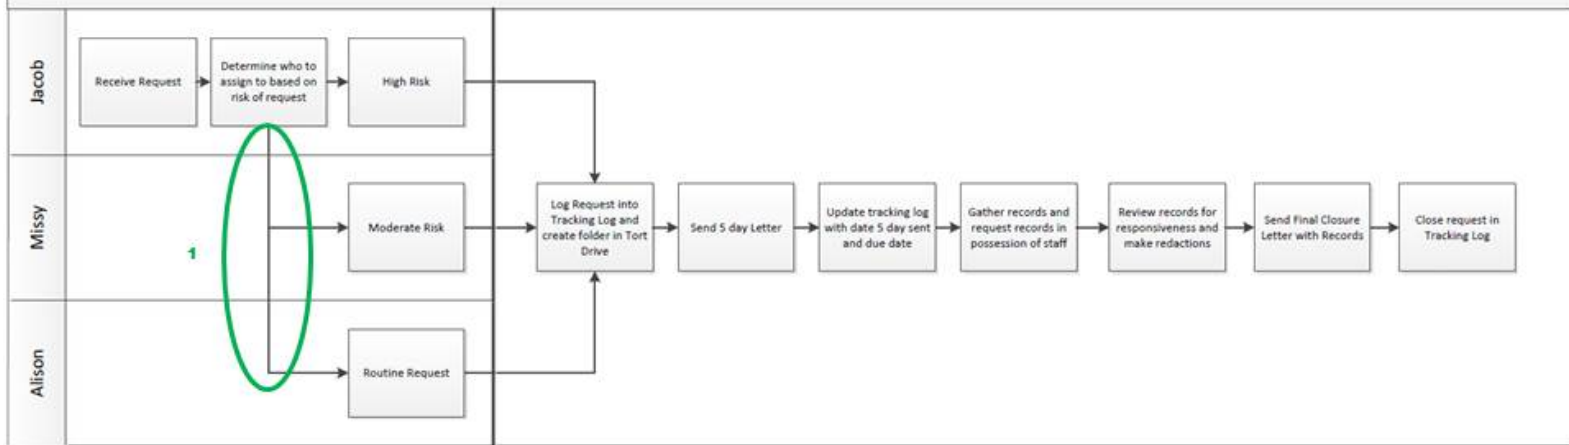 Jacob
Receive Request
Determine who to
assign to based on
risk of request
High Risk
Missy
1
Moderate Risk
Log Request into
Tracking Log and
create folder in Tort
Drive
Send 5 day Letter
Update tracking log
with date 5 day sent
and due date
Gather records and
request records in
possession of staff
Review records for
responsiveness and
make redactions
Send Final Closure
Letter with Records
Close request in
Tracking Log
Alison
Routine Request